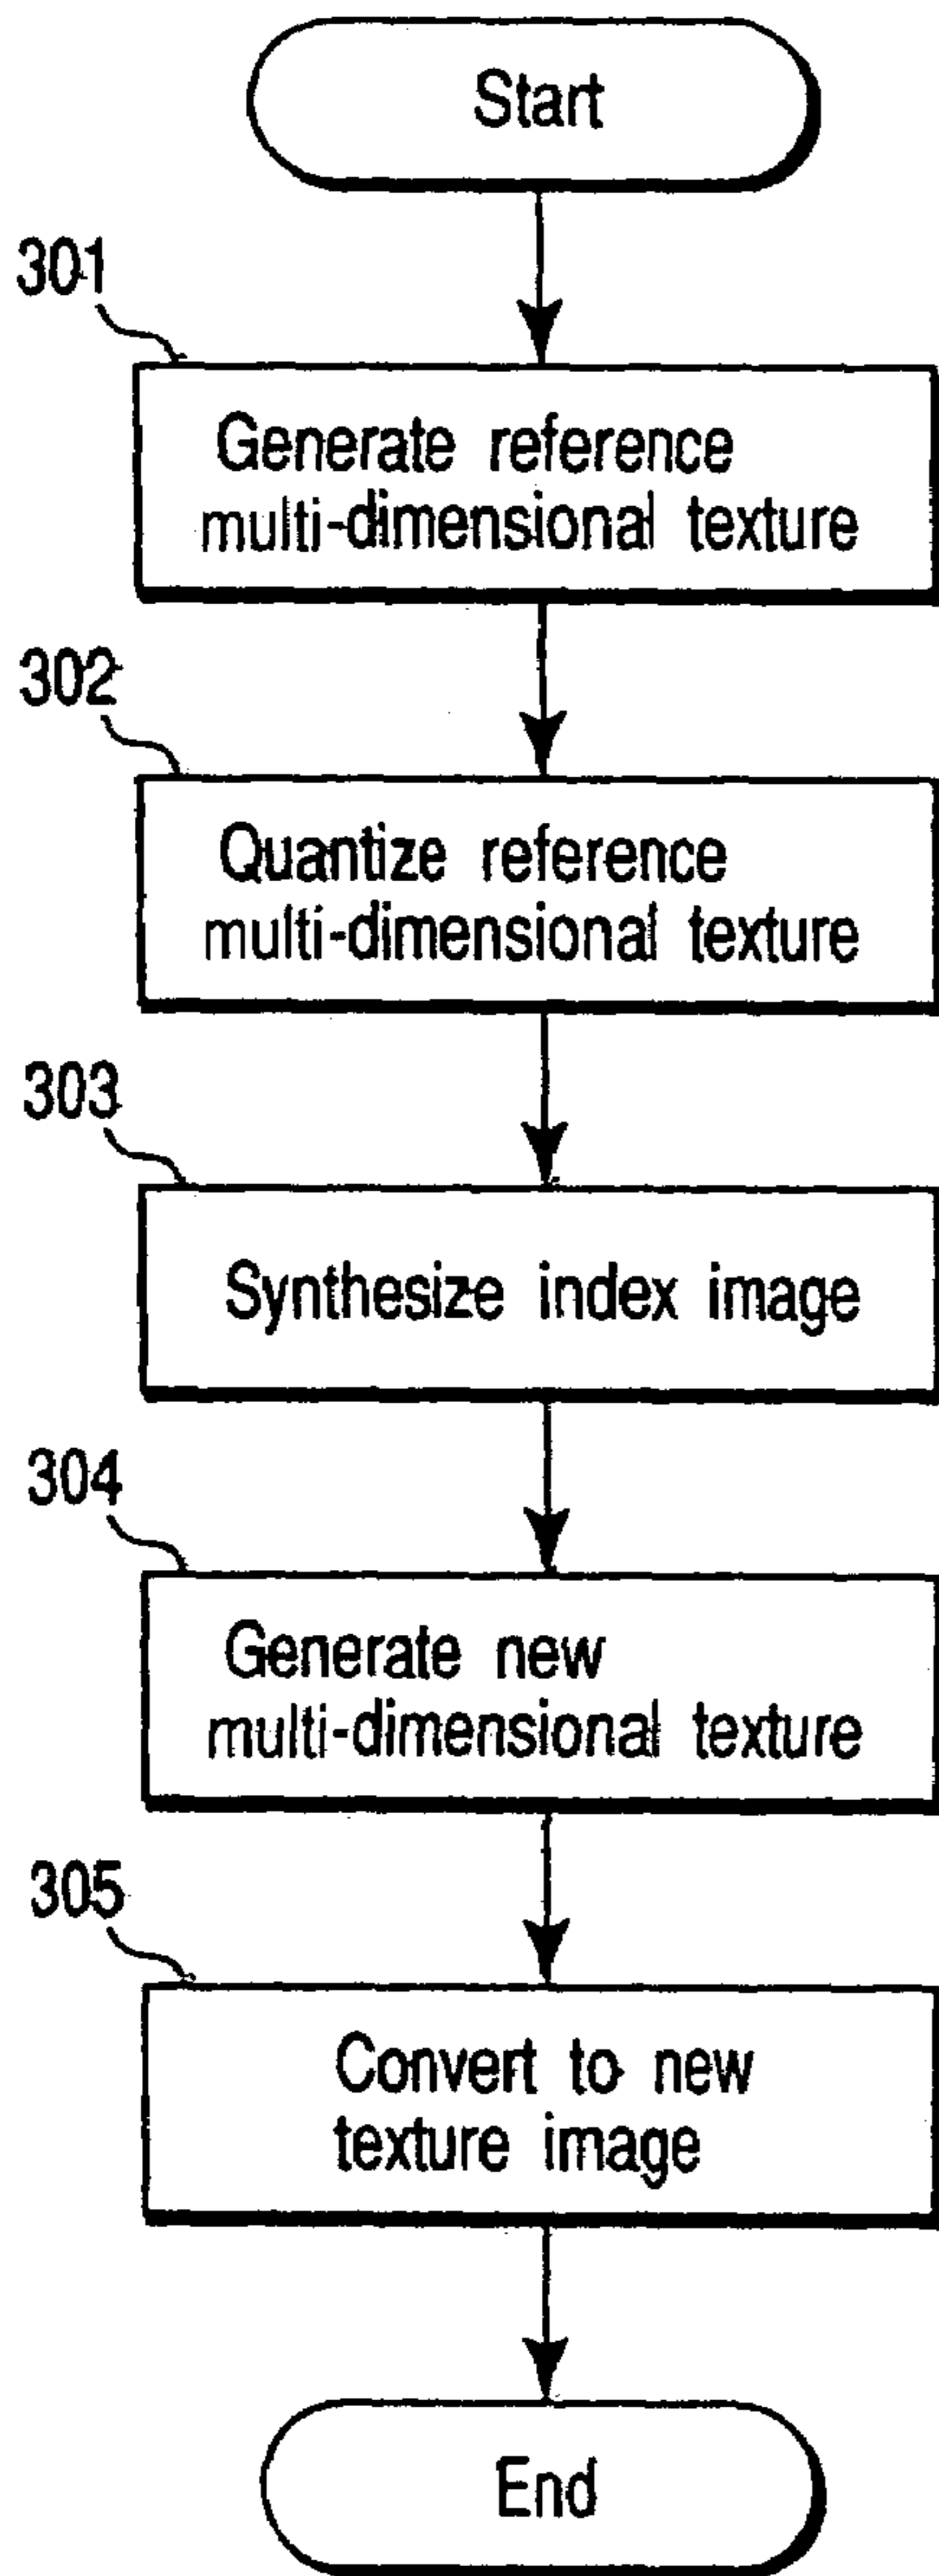 Start
301
Generate reference
multi-dimensional texture
302
Quantize reference
multi-dimensional texture
303
Synthesize index image
304
Generate new
multi-dimensional texture
305
Convert to new
texture image
End